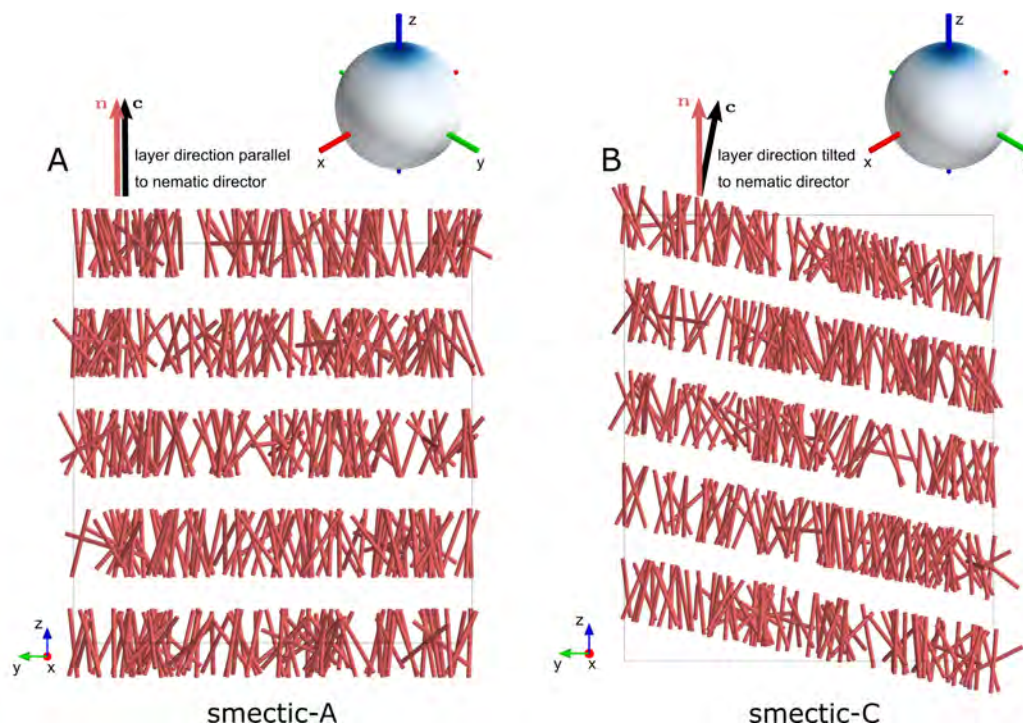 z
z
n c
n c
A
layer direction parallel
to nematic director
x
y
B
layer direction tilted
to nematic director
x
y
z
y
x
z
y
x
smectic-A
smectic-C